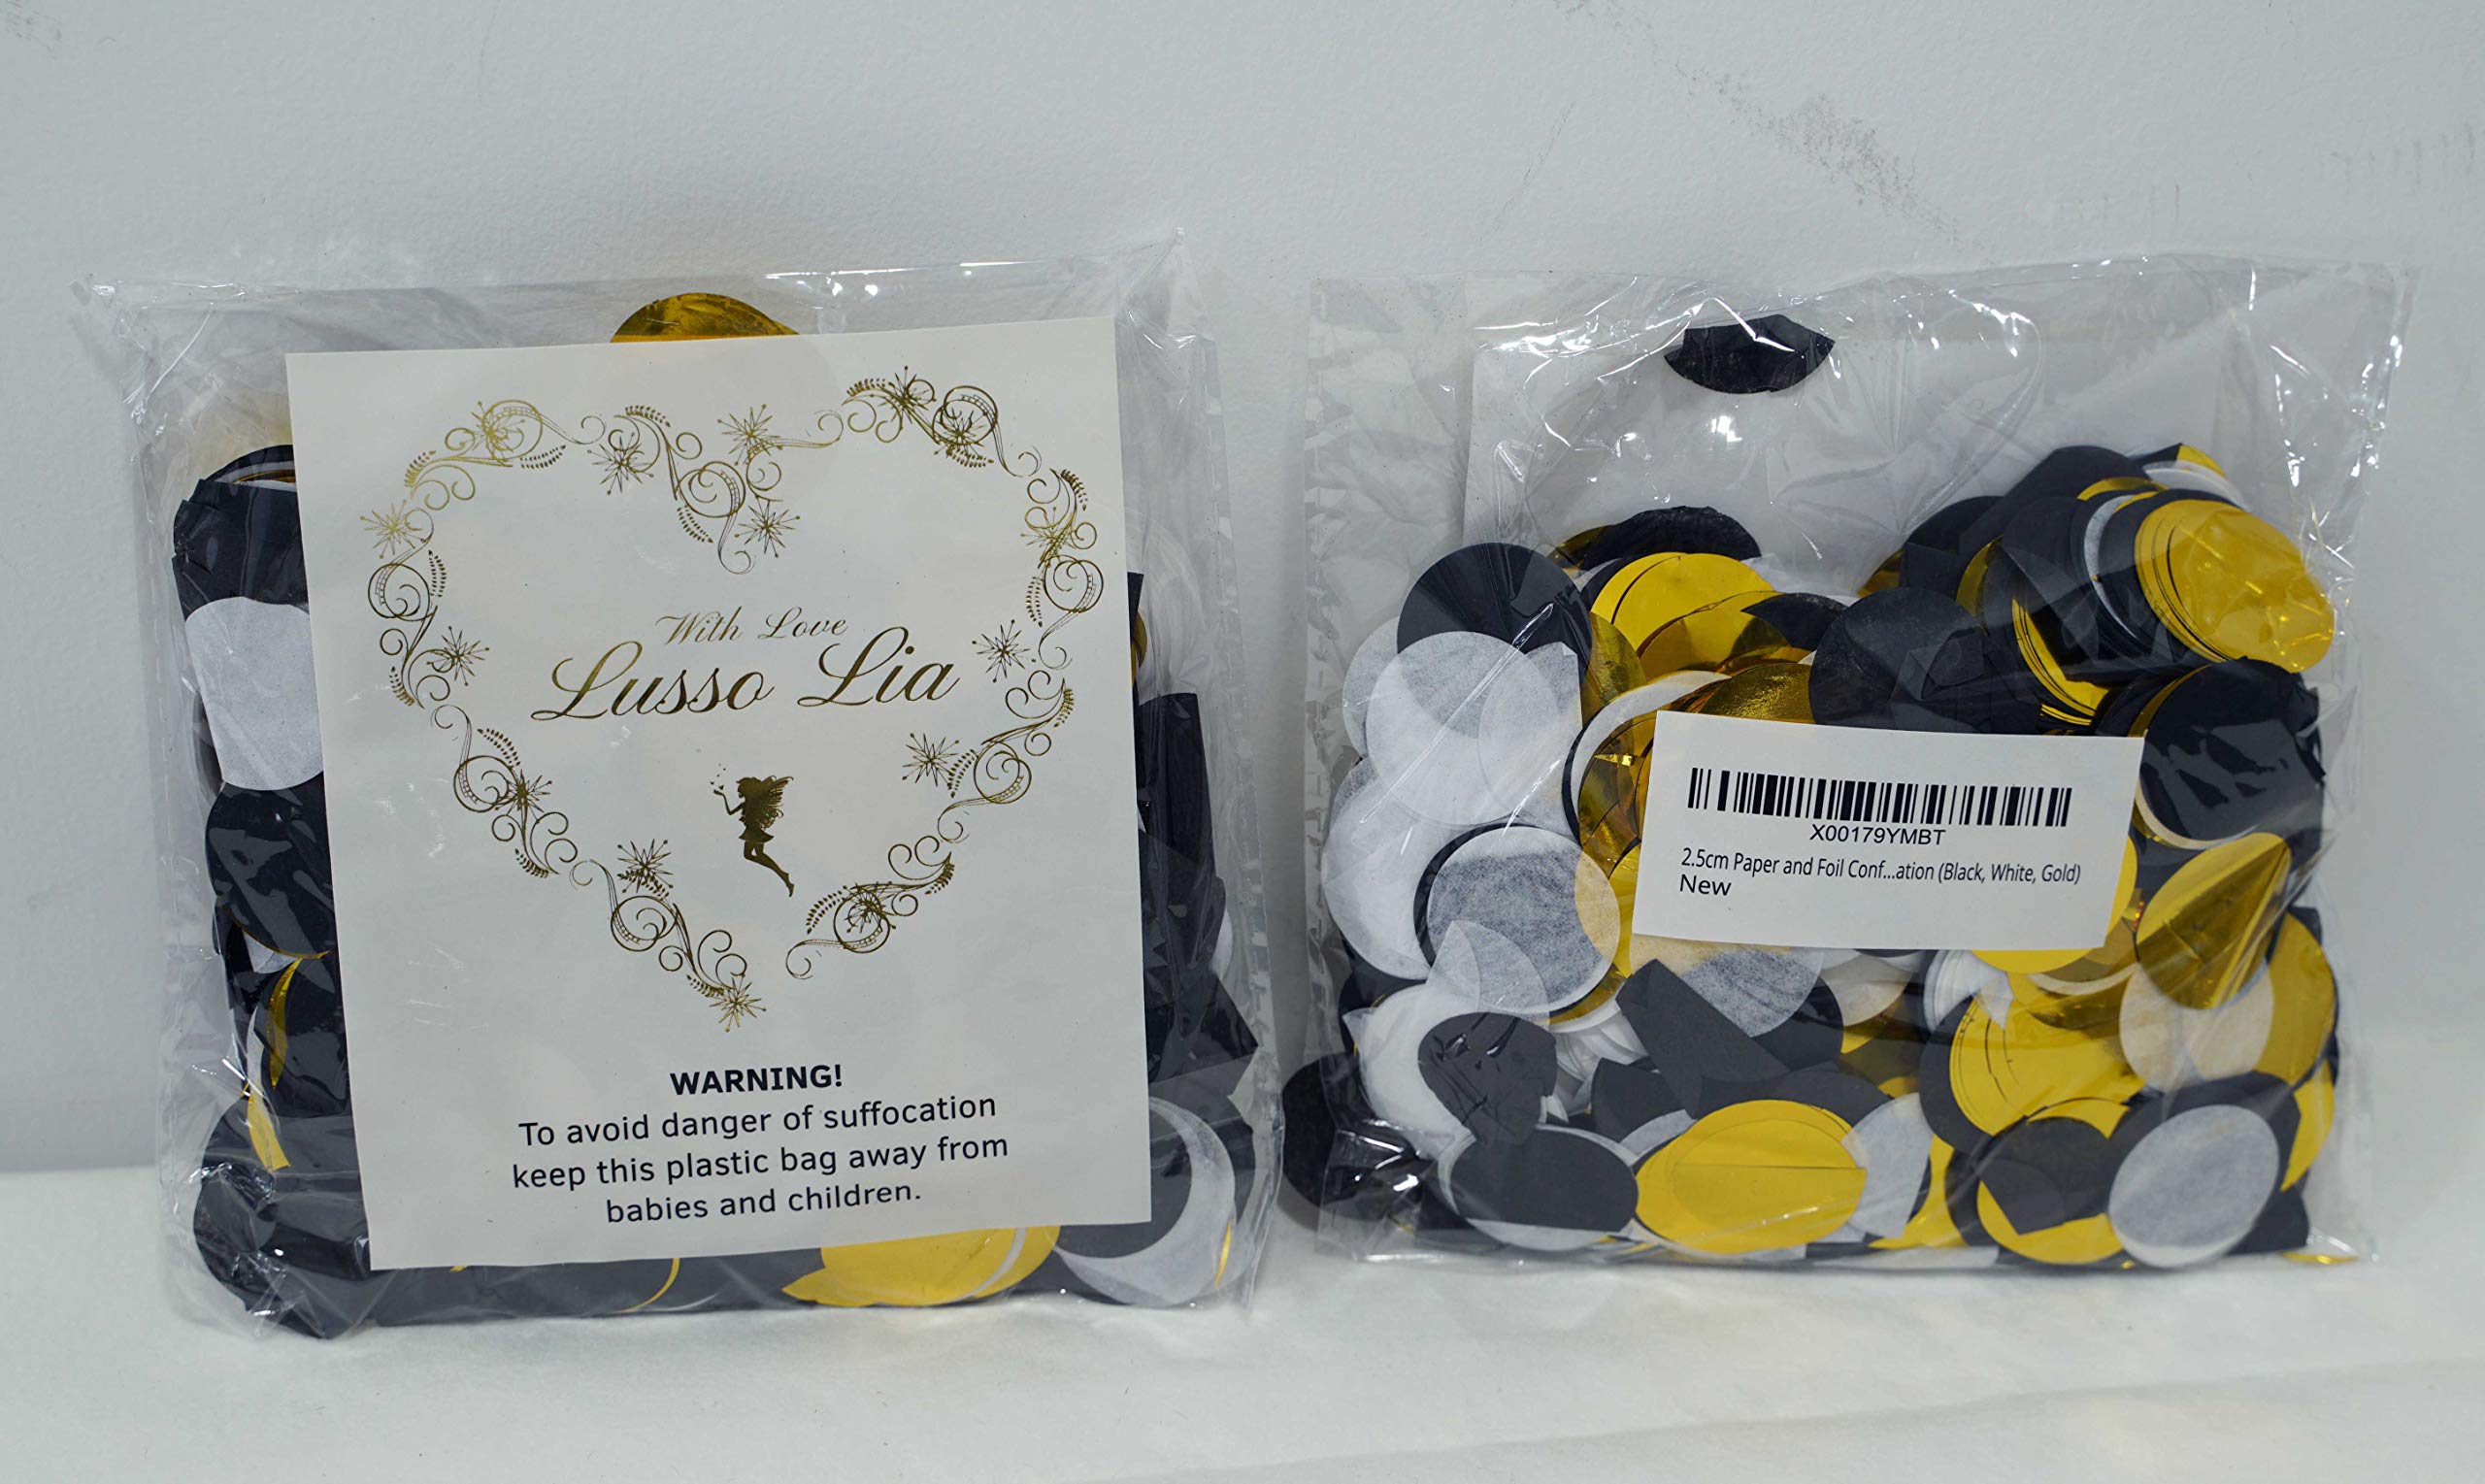 With Love
Lusso Lia
WARNING!
To avoid danger of suffocation
keep this plastic bag away from
babies and children.
X00179YMBT
2.5cm Paper and Foil Conf...ation (Black, White, Gold)
New